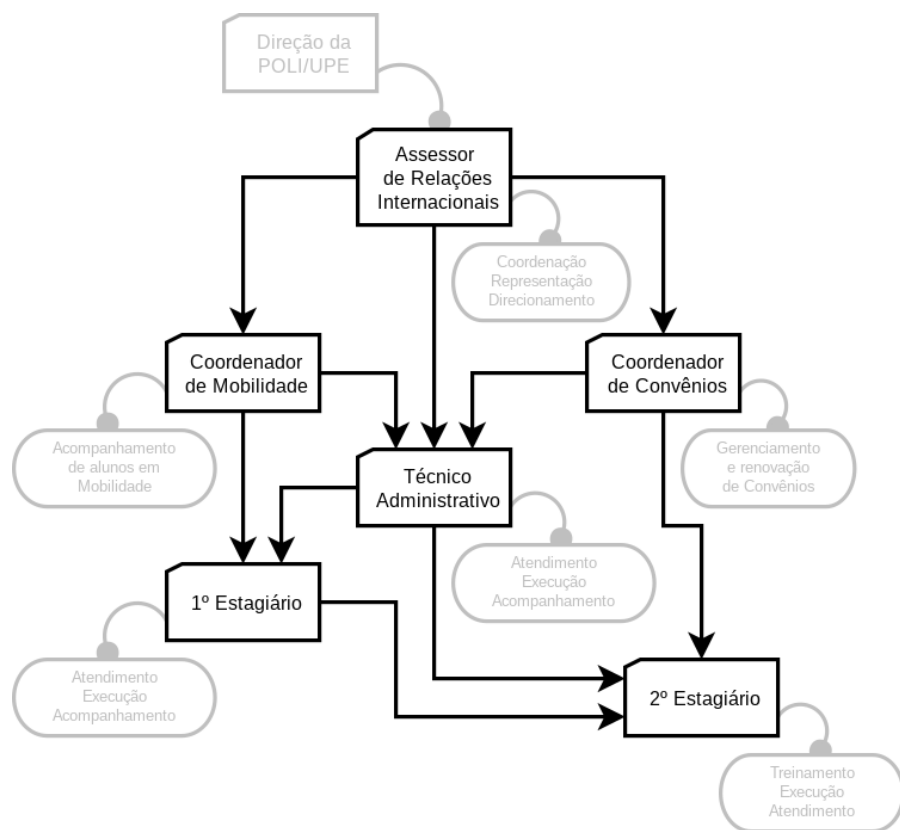 Direção da
POLI/UPE
Assessor
de Relações
Internacionais
Coordenação
Representação
Direcionamento
Coordenador
de Mobilidade
Coordenador
de Convênios
Acompanhamento
de alunos em
Mobilidade
Gerenciamento
e renovação
de Convênios
Técnico
Administrativo
Atendimento
Execução
Acompanhamento
1º Estagiário
Atendimento
Execução
Acompanhamento
2º Estagiário
Treinamento
Execução
Atendimento